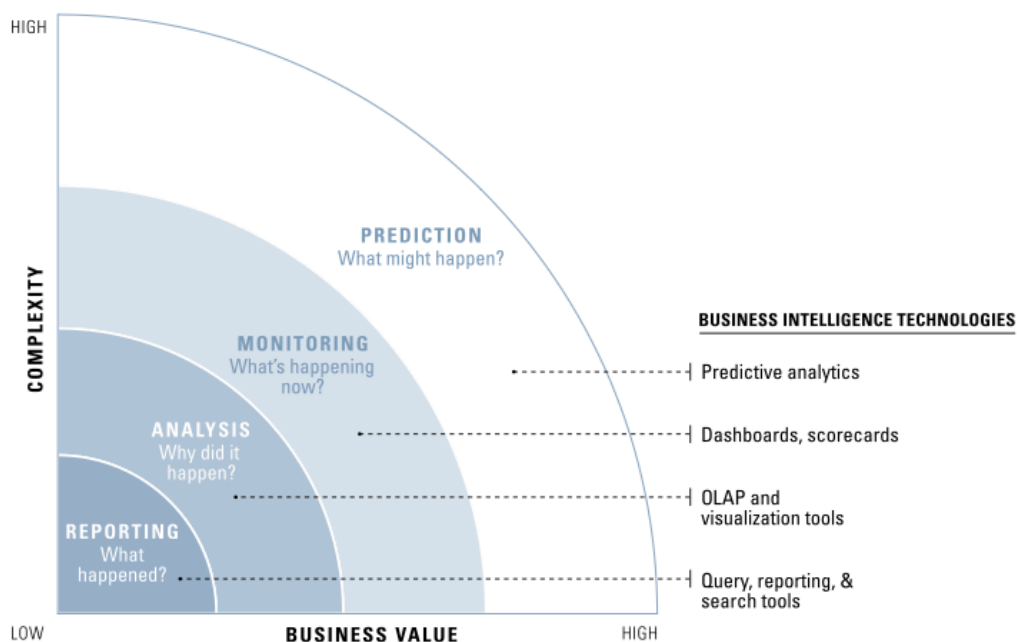 HIGH
PREDICTION
What might happen?
COMPLEXITY
MONITORING
What's happening
now?
ANALYSIS
Why did it
happen?
REPORTING
What
happened?
BUSINESS INTELLIGENCE TECHNOLOGIES
Predictive analytics
Dashboards, scorecards
OLAP and
visualization tools
Query, reporting, &
search tools
LOW
BUSINESS VALUE
HIGH